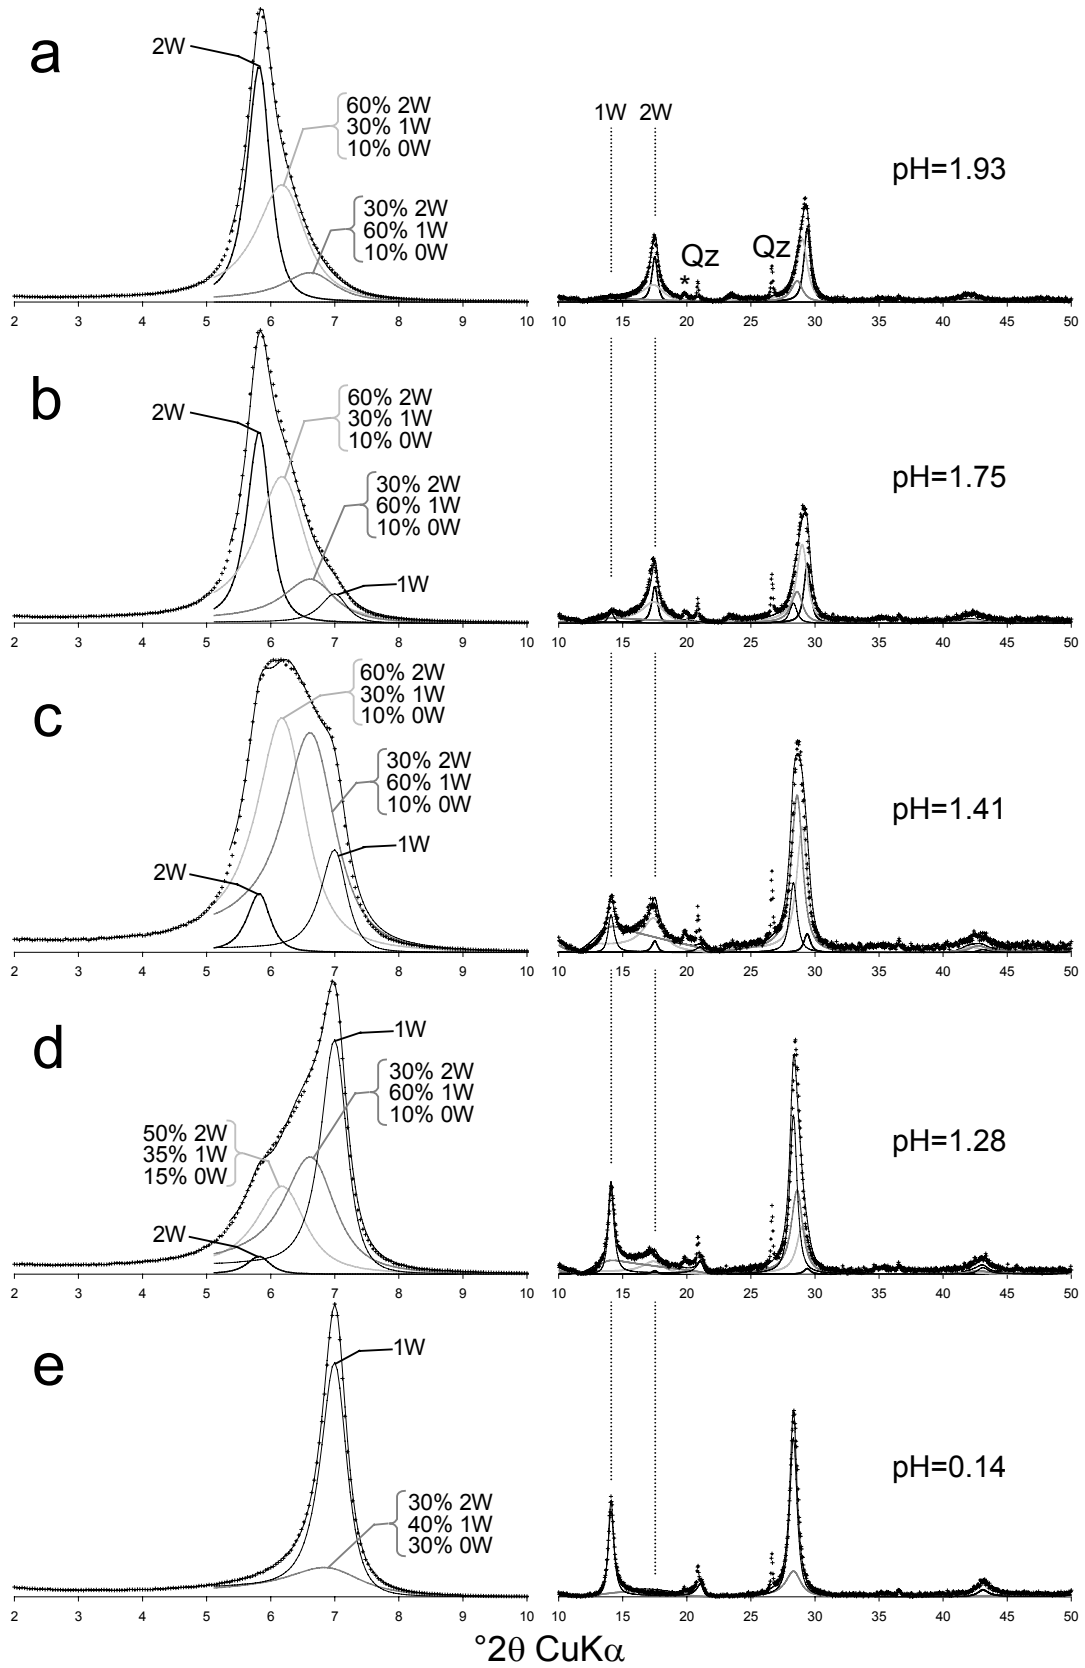 a
2W
60% 2W
30% 1W
10% 0W
30% 2W
60% 1W
10% 0W
1W 2W
* Qz
Qz
pH=1.93
2 3 4 5 6 7 8 9 10
10 15 20 25 30 35 40 45 50
b
2W
60% 2W
30% 1W
10% 0W
30% 2W
60% 1W
10% 0W
1W
pH=1.75
2 3 4 5 6 7 8 9 10
10 15 20 25 30 35 40 45 50
c
60% 2W
30% 1W
10% 0W
30% 2W
60% 1W
10% 0W
1W
2W
pH=1.41
2 3 4 5 6 7 8 9 10
10 15 20 25 30 35 40 45 50
d
1W
30% 2W
60% 1W
10% 0W
50% 2W
35% 1W
15% 0W
2W
pH=1.28
2 3 4 5 6 7 8 9 10
10 15 20 25 30 35 40 45 50
e
1W
30% 2W
40% 1W
30% 0W
pH=0.14
2 3 4 5 6 7 8 9 10
10 15 20 25 30 35 40 45 50
°2θ CuKα